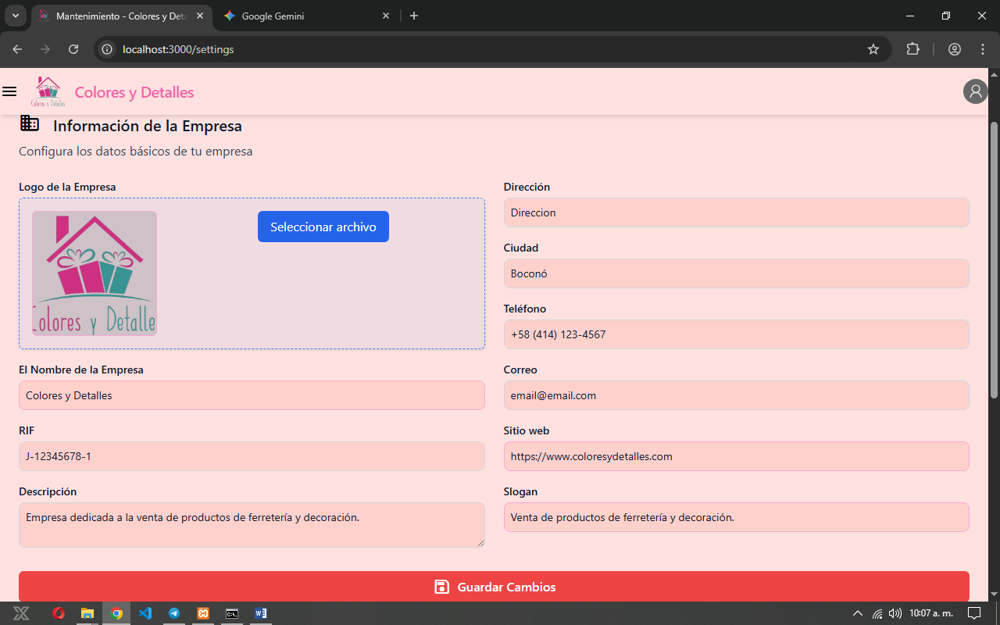 Mantenimiento - Colores y Deta
Google Gemini
localhost:3000/settings
Colores y Detalles
Colores y Detalles
Información de la Empresa
Configura los datos básicos de tu empresa
Logo de la Empresa
Seleccionar archivo
olores y Detalle
El Nombre de la Empresa
Colores y Detalles
RIF
J-12345678-1
Descripción
Empresa dedicada a la venta de productos de ferretería y decoración.
Dirección
Direccion
Ciudad
Boconó
Teléfono
+58 (414) 123-4567
Correo
email@email.com
Sitio web
https://www.coloresydetalles.com
Slogan
Venta de productos de ferretería y decoración.
Guardar Cambios
10:07 a. m.